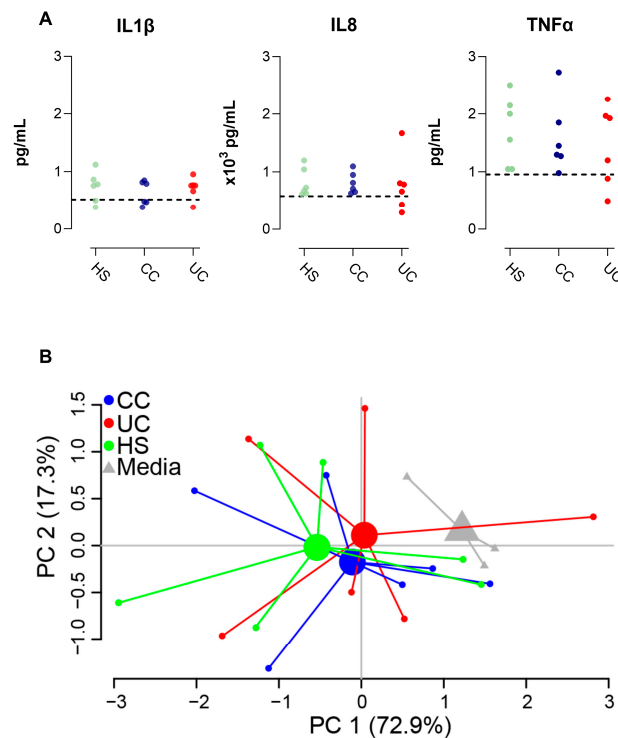 A
IL1β
IL8
TNFα
pg/mL
3
2
1
0
HS
CC
UC
x10³ pg/mL
3
2
1
0
HS
CC
UC
pg/mL
3
2
1
0
HS
CC
UC
B
CC
UC
HS
Media
PC 2 (17.3%)
1.5
1.0
0.5
0.0
−0.5
−1.0
−3
−2
−1
0
1
2
3
PC 1 (72.9%)